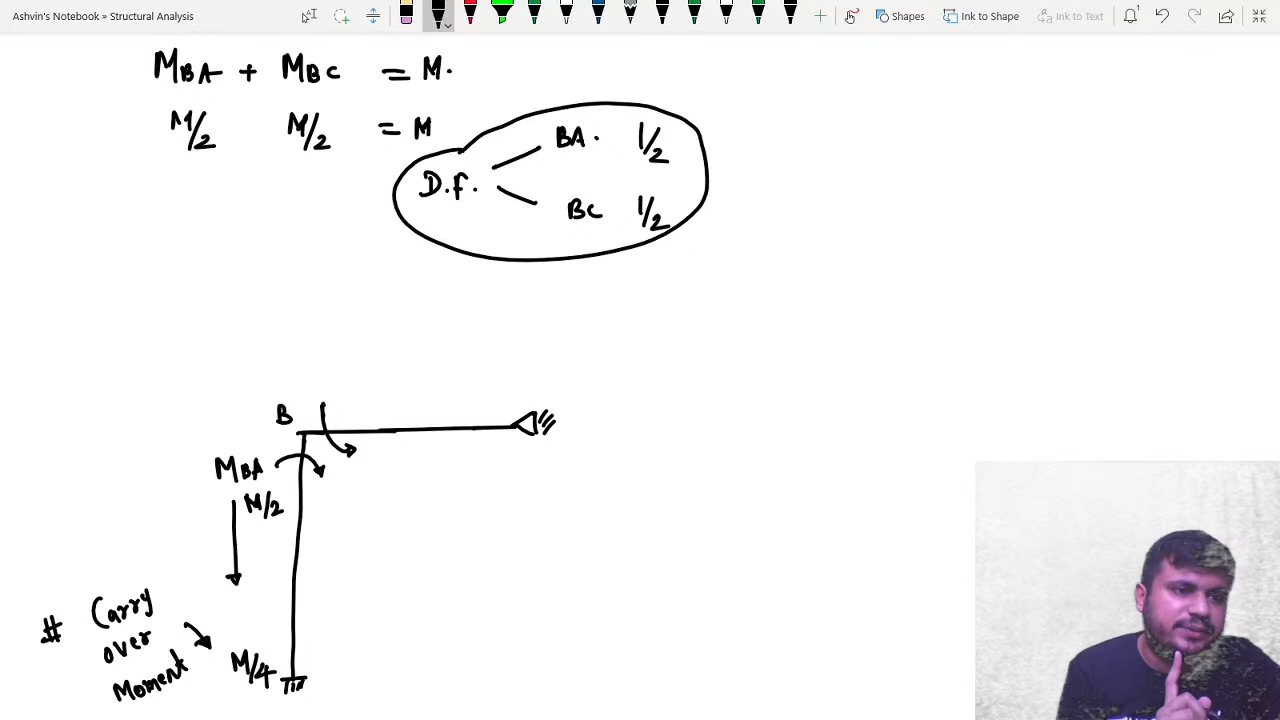 Ashvin's Notebook » Structural Analysis
Shapes
Ink to Shape
Ink to Text
MBA + MBC = M.
M/2 M/2 = M
D.f.
BA. 1/2
BC 1/2
B
MBA
M/2
# Carry
over
Moment
M/4